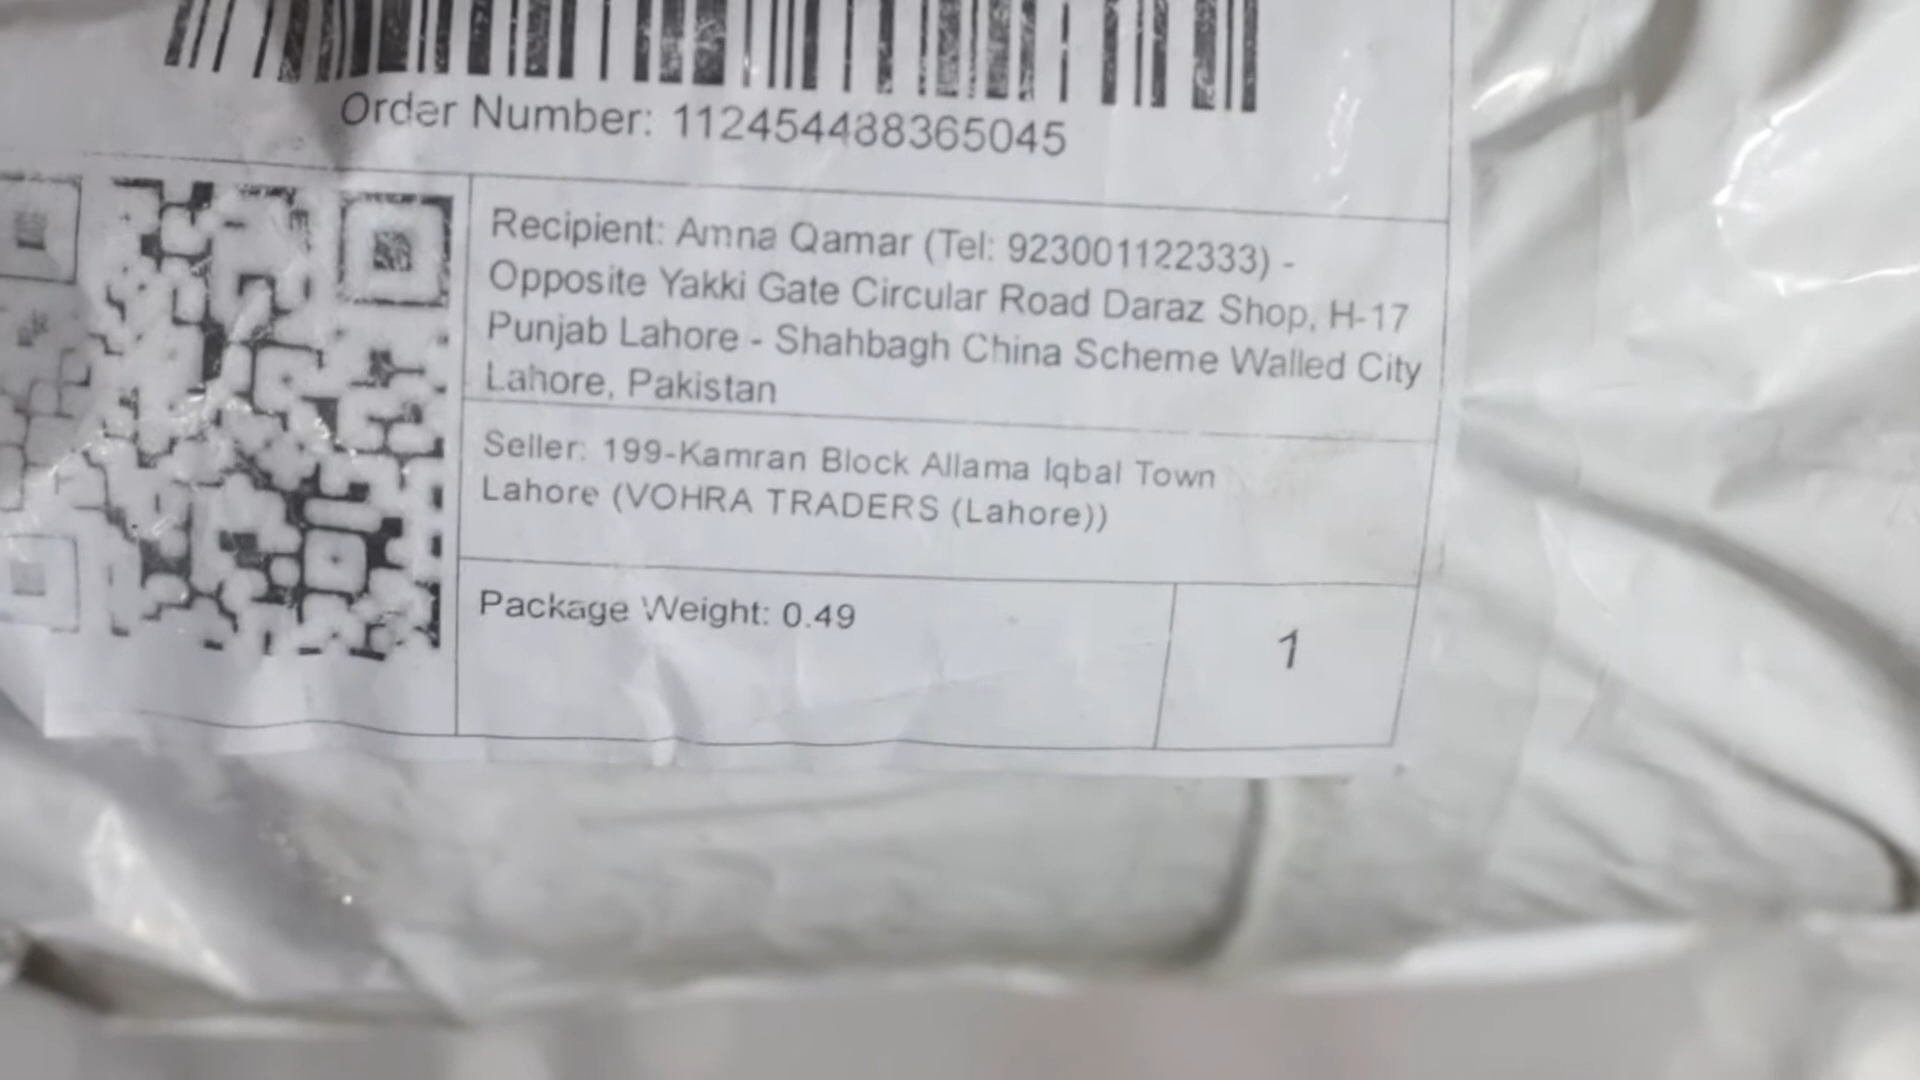 Order Number: 112454488365045
Recipient: Amna Qamar (Tel: 923001122333) -
Opposite Yakki Gate Circular Road Daraz Shop, H-17
Punjab Lahore - Shahbagh China Scheme Walled City
Lahore, Pakistan
Seller: 199-Kamran Block Allama Iqbal Town
Lahore (VOHRA TRADERS (Lahore))
Package Weight: 0.49
1